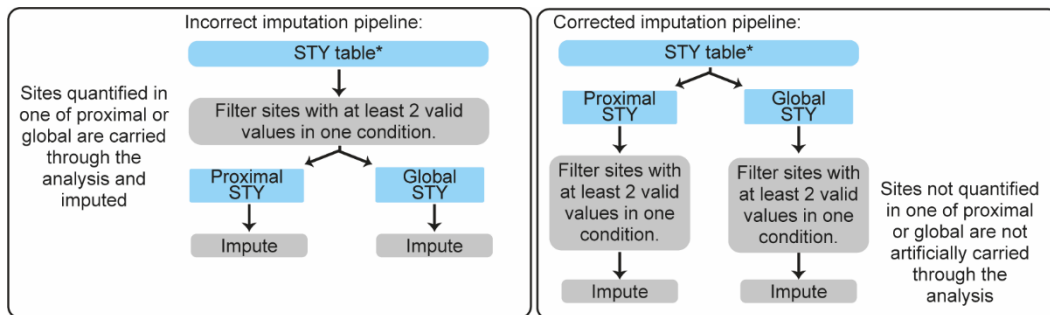 Incorrect imputation pipeline:
STY table*
Sites quantified in
one of proximal or
global are carried
through the
analysis and
imputed
Filter sites with at least 2 valid
values in one condition.
Proximal
STY
Global
STY
Impute
Impute
Corrected imputation pipeline:
STY table*
Proximal
STY
Global
STY
Filter sites with
at least 2 valid
values in one
condition.
Filter sites with
at least 2 valid
values in one
condition.
Impute
Impute
Sites not quantified
in one of proximal
or global are not
artificially carried
through the
analysis